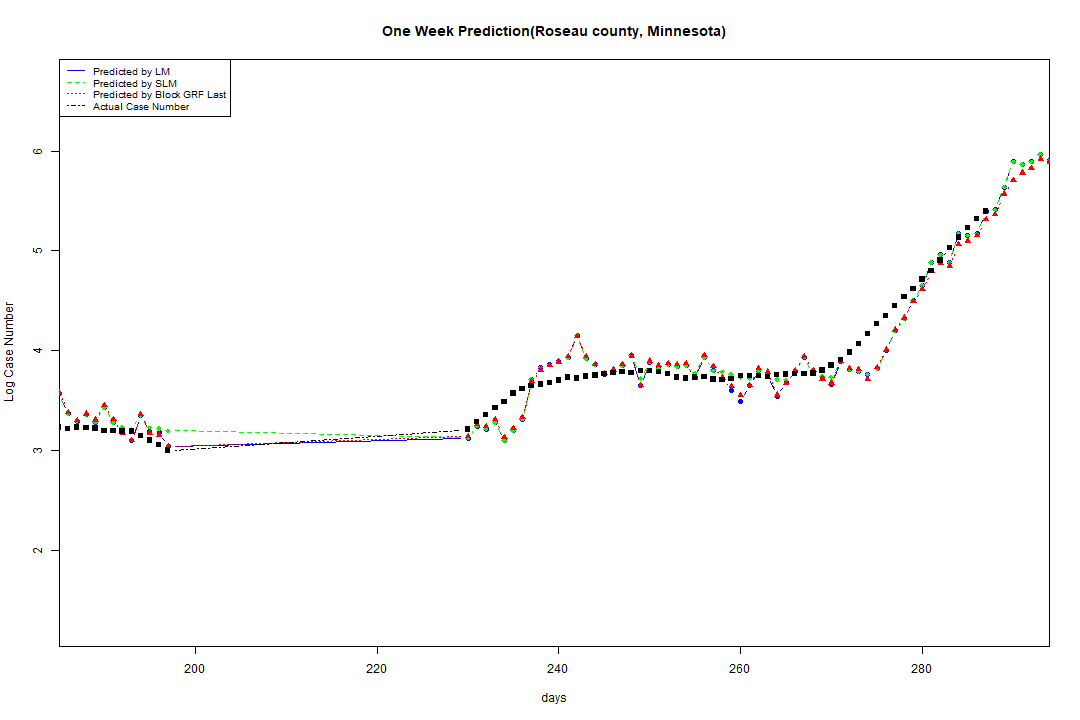 One Week Prediction(Roseau county, Minnesota)
Predicted by LM
Predicted by SLM
Predicted by Block GRF Last
Actual Case Number
6
5
4
3
2
Log Case Number
200 220 240 260 280
days